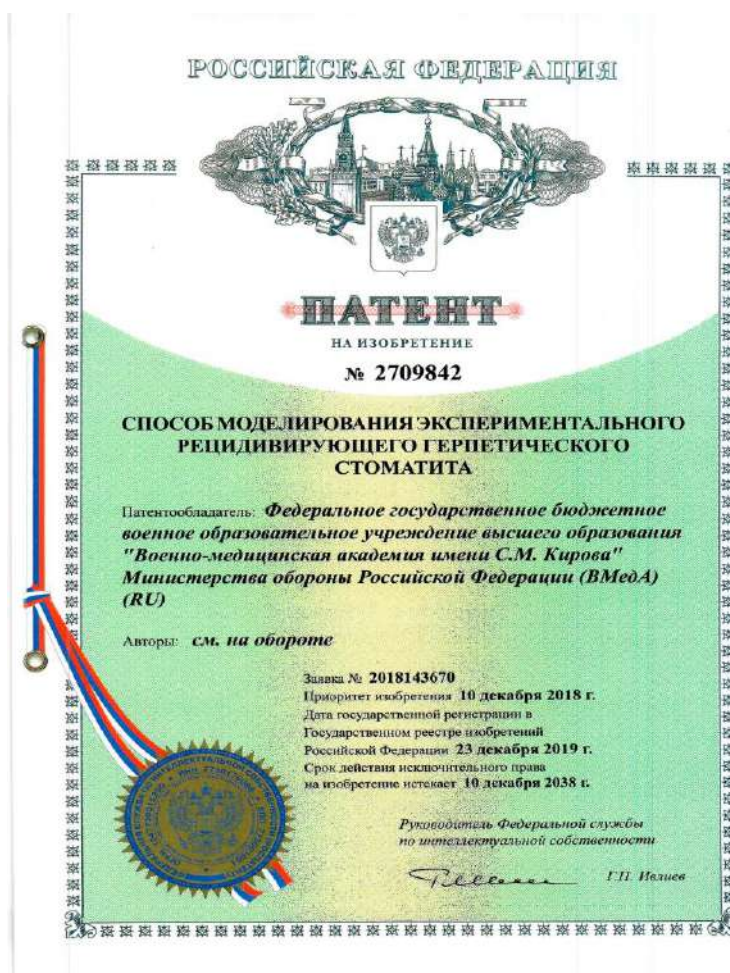 РОССИЙСКАЯ ФЕДЕРАЦИЯ
ПАТЕНТ
НА ИЗОБРЕТЕНИЕ
№ 2709842
СПОСОБ МОДЕЛИРОВАНИЯ ЭКСПЕРИМЕНТАЛЬНОГО
РЕЦИДИВИРУЮЩЕГО ГЕРПЕТИЧЕСКОГО
СТОМАТИТА
Патентообладатель: Федеральное государственное бюджетное
военное образовательное учреждение высшего образования
"Военно-медицинская академия имени С.М. Кирова"
Министерства обороны Российской Федерации (ВМедА)
(RU)
Авторы: см. на обороте
Заявка № 2018143670
Приоритет изобретения 10 декабря 2018 г.
Дата государственной регистрации в
Государственном реестре изобретений
Российской Федерации 23 декабря 2019 г.
Срок действия исключительного права
на изобретение истекает 10 декабря 2038 г.
Руководитель Федеральной службы
по интеллектуальной собственности
Г.П. Ивлиев